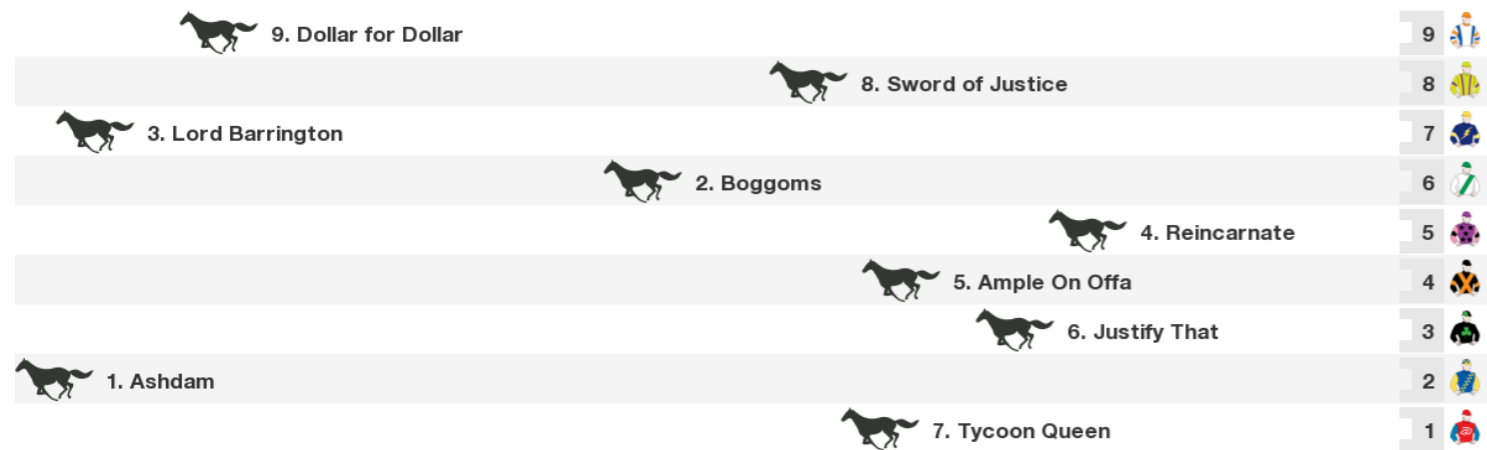 9. Dollar for Dollar 9
8. Sword of Justice 8
3. Lord Barrington 7
2. Boggoms 6
4. Reincarnate 5
5. Ample On Offa 4
6. Justify That 3
1. Ashdam 2
7. Tycoon Queen 1